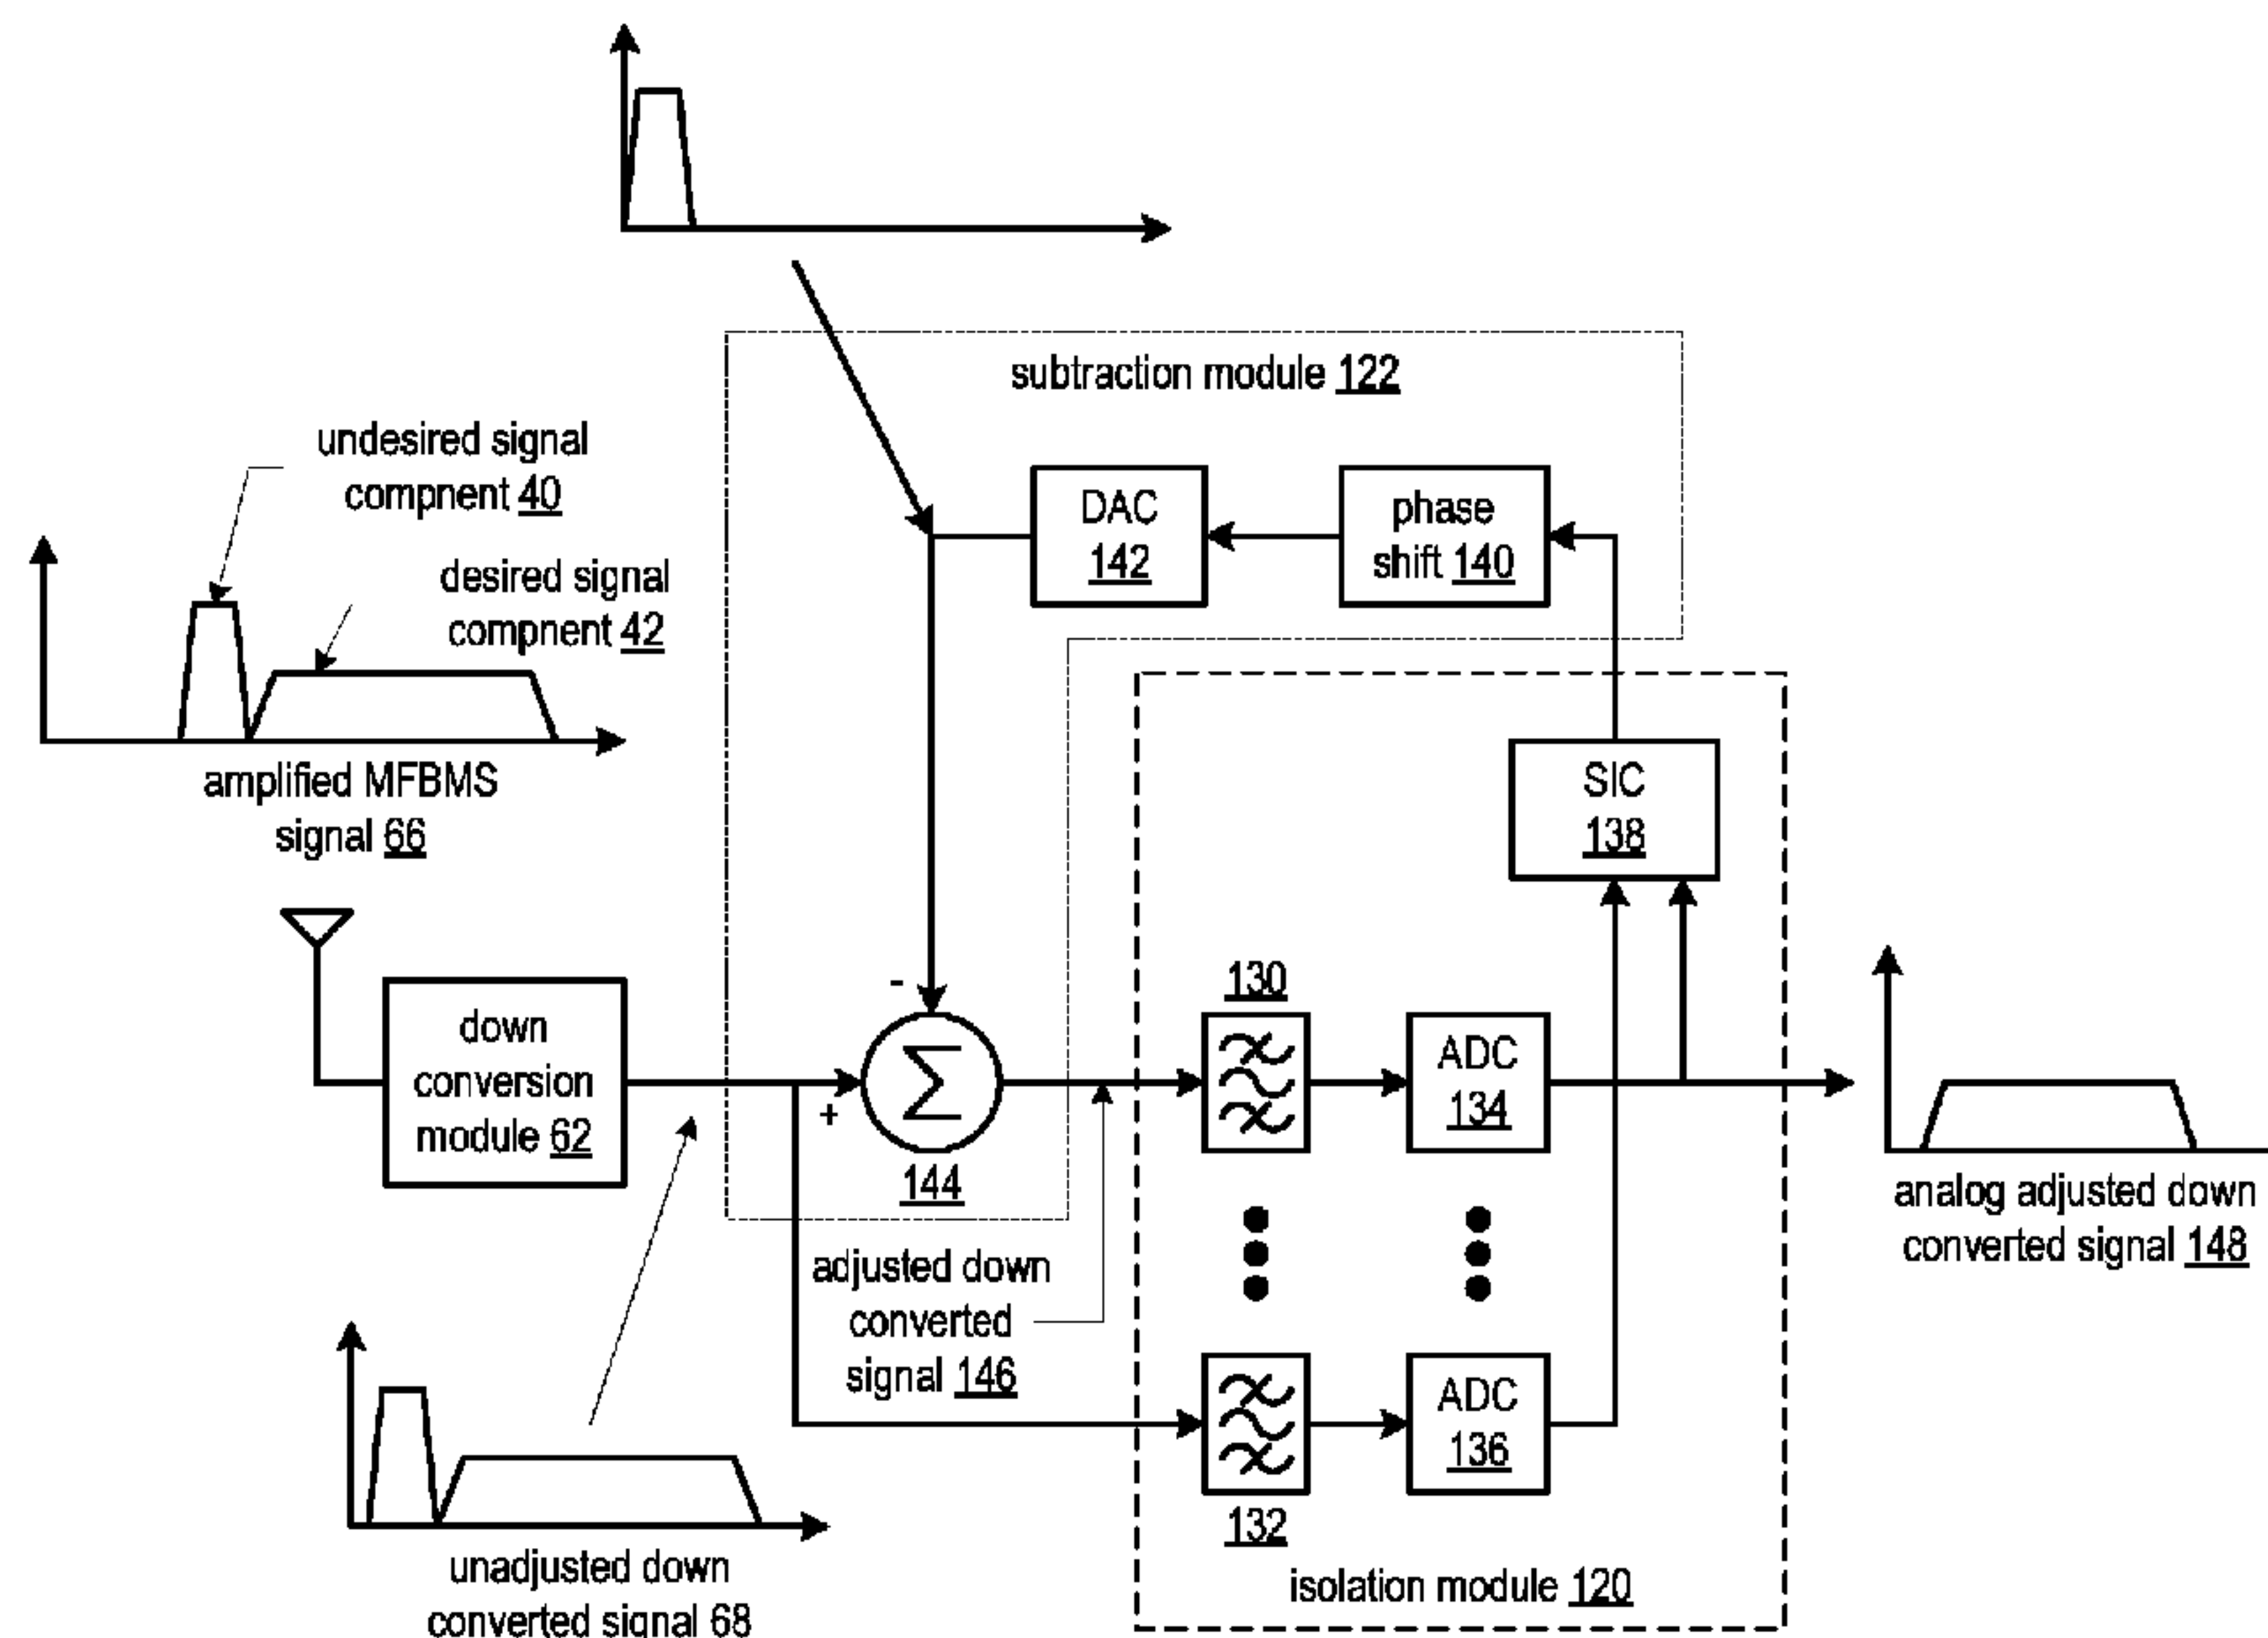 subtraction module 122
undesired signal
compnent 40
desired signal
compnent 42
DAC
142
phase
shift 140
amplified MFBMS
signal 66
SIC
138
-
130
down
conversion
module 62
+
Σ
144
ADC
134
analog adjusted down
converted signal 148
adjusted down
converted
signal 146
ADC
136
132
unadjusted down
converted signal 68
isolation module 120